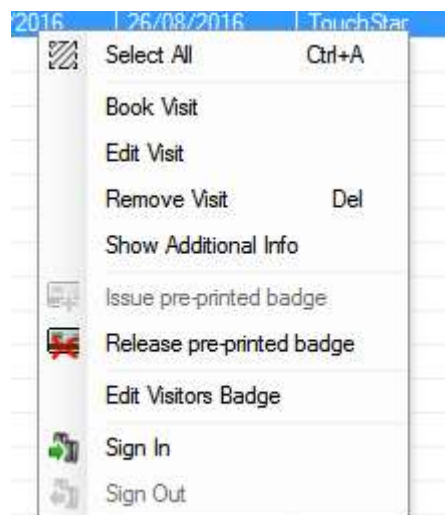 /2016 26/08/2016 TouchStar
Select All Ctrl+A
Book Visit
Edit Visit
Remove Visit Del
Show Additional Info
Issue pre-printed badge
Release pre-printed badge
Edit Visitors Badge
Sign In
Sign Out